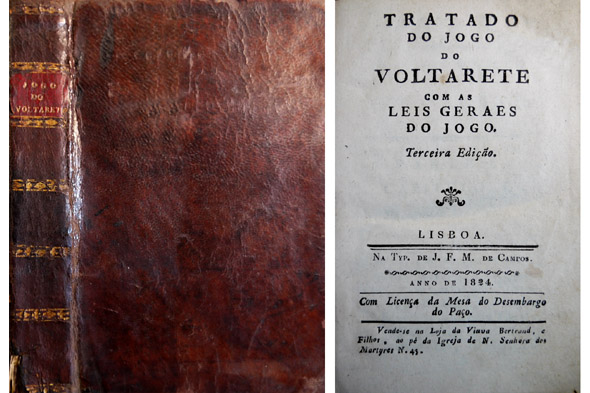 JOGO
DO
VOLTARET
TRATADO
DO JOGO
DO
VOLTARETE
COM AS
LEIS GERAES
DO JOGO.
Terceira Edição.
LISBOA.
NA TYP. DE J. F. M. DE CAMPOS.
ANNO DE 1824.
Com Licença da Mesa do Desembargo
do Paço.
Vende-se na Loja da Viuva Bertrand, e
Filhos, ao pé da Igreja de N. Senhora dos
Martyres N. 45.